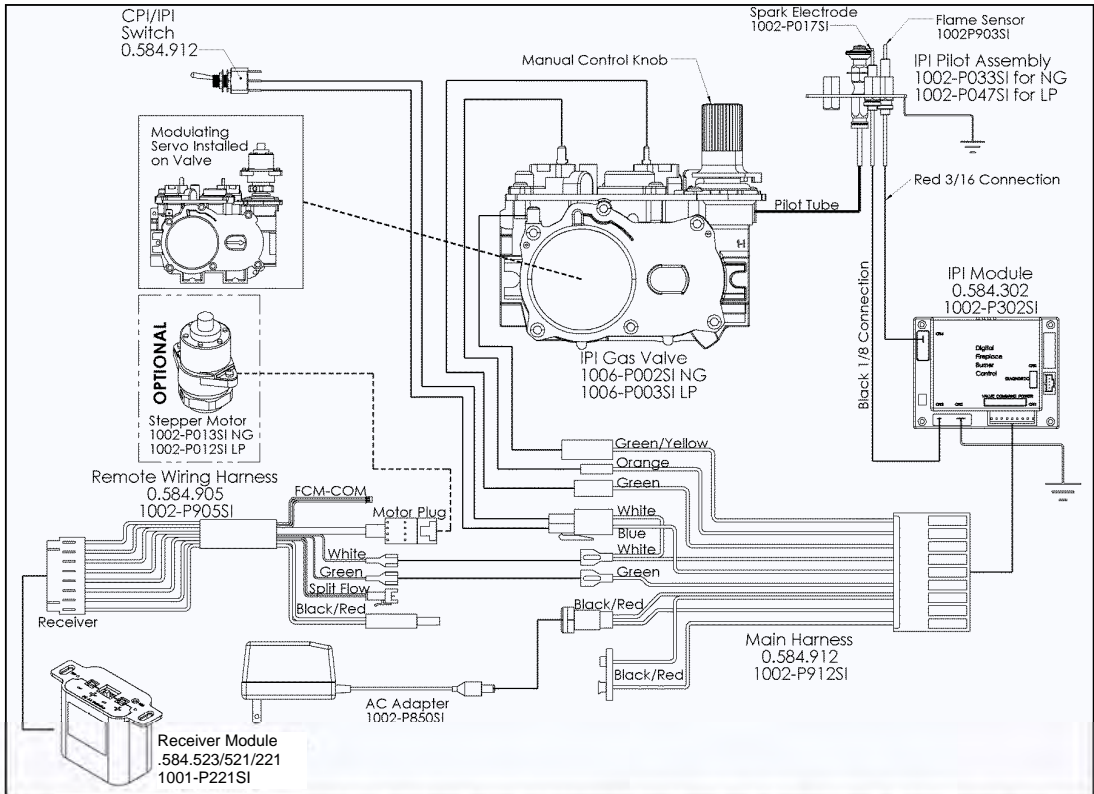 CPI/IPI
Switch
0.584.912
Spark Electrode
1002-P017SI
Flame Sensor
1002P903SI
Manual Control Knob
IPI Pilot Assembly
1002-P033SI for NG
1002-P047SI for LP
Modulating
Servo Installed
on Valve
Red 3/16 Connection
Pilot Tube
IPI Module
0.584.302
1002-P302SI
Digital
Fireplace
Burner
Control
DIAGNOSTIC
VALVE COMMAND POWER
Black 1/8 Connection
OPTIONAL
Stepper Motor
1002-P013SI NG
1002-P012SI LP
IPI Gas Valve
1006-P002SI NG
1006-P003SI LP
Remote Wiring Harness
0.584.905
1002-P905SI
FCM-COM
Motor Plug
White
Green
Split Flow
Black/Red
Receiver
Green/Yellow
Orange
Green
White
Blue
White
Green
Black/Red
Black/Red
Main Harness
0.584.912
1002-P912SI
AC Adapter
1002-P850SI
Receiver Module
.584.523/521/221
1001-P221SI